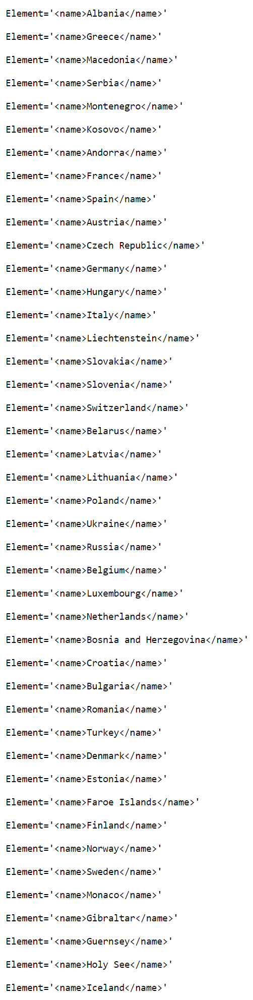 Element='<name>Albania</name>'
Element='<name>Greece</name>'
Element='<name>Macedonia</name>'
Element='<name>Serbia</name>'
Element='<name>Montenegro</name>'
Element='<name>Kosovo</name>'
Element='<name>Andorra</name>'
Element='<name>France</name>'
Element='<name>Spain</name>'
Element='<name>Austria</name>'
Element='<name>Czech Republic</name>'
Element='<name>Germany</name>'
Element='<name>Hungary</name>'
Element='<name>Italy</name>'
Element='<name>Liechtenstein</name>'
Element='<name>Slovakia</name>'
Element='<name>Slovenia</name>'
Element='<name>Switzerland</name>'
Element='<name>Belarus</name>'
Element='<name>Latvia</name>'
Element='<name>Lithuania</name>'
Element='<name>Poland</name>'
Element='<name>Ukraine</name>'
Element='<name>Russia</name>'
Element='<name>Belgium</name>'
Element='<name>Luxembourg</name>'
Element='<name>Netherlands</name>'
Element='<name>Bosnia and Herzegovina</name>'
Element='<name>Croatia</name>'
Element='<name>Bulgaria</name>'
Element='<name>Romania</name>'
Element='<name>Turkey</name>'
Element='<name>Denmark</name>'
Element='<name>Estonia</name>'
Element='<name>Faroe Islands</name>'
Element='<name>Finland</name>'
Element='<name>Norway</name>'
Element='<name>Sweden</name>'
Element='<name>Monaco</name>'
Element='<name>Gibraltar</name>'
Element='<name>Guernsey</name>'
Element='<name>Holy See</name>'
Element='<name>Iceland</name>'